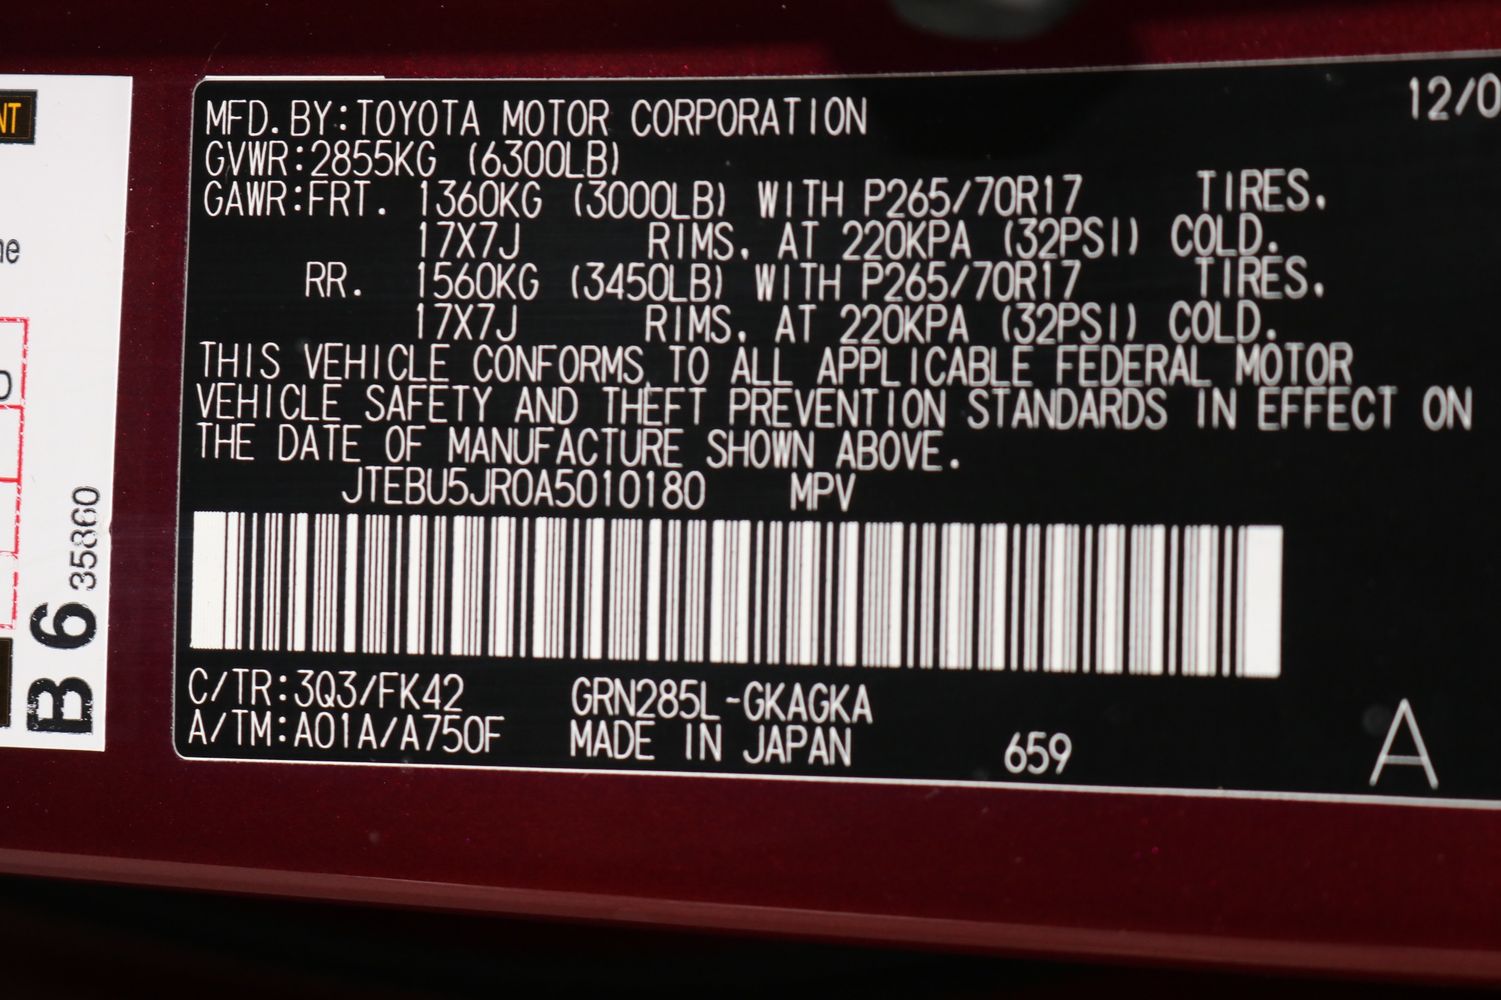 12/0
MFD.BY:TOYOTA MOTOR CORPORATION
GVWR:2855KG (6300LB)
GAWR:FRT. 1360KG (3000LB) WITH P265/70R17 TIRES.
17X7J RIMS. AT 220KPA (32PSI) COLD.
RR. 1560KG (3450LB) WITH P265/70R17 TIRES.
17X7J RIMS. AT 220KPA (32PSI) COLD.
THIS VEHICLE CONFORMS TO ALL APPLICABLE FEDERAL MOTOR
VEHICLE SAFETY AND THEFT PREVENTION STANDARDS IN EFFECT ON
THE DATE OF MANUFACTURE SHOWN ABOVE.
JTEBU5JR0A5010180 MPV
C/TR:3Q3/FK42 GRN285L-GKAGKA
A/TM:A01A/A750F MADE IN JAPAN 659 A
B6 35860